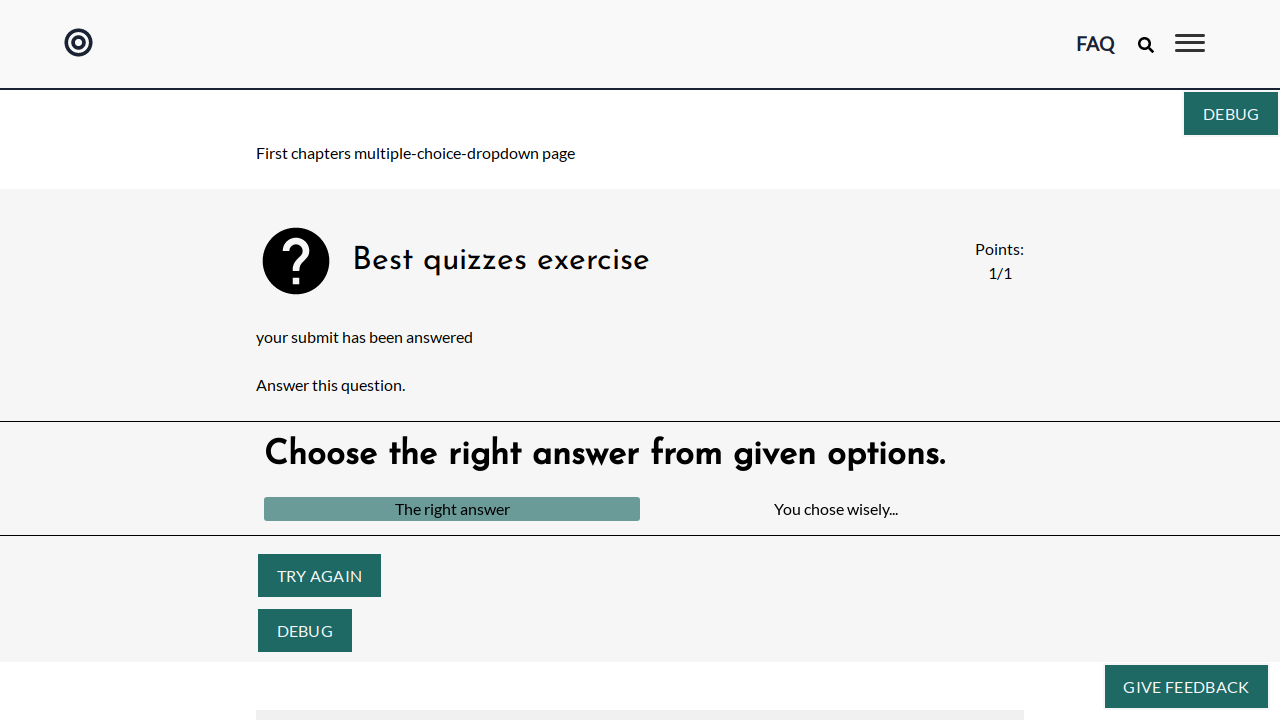 FAQ
DEBUG
First chapters multiple-choice-dropdown page
Best quizzes exercise
Points:
1/1
your submit has been answered
Answer this question.
Choose the right answer from given options.
The right answer
You chose wisely...
TRY AGAIN
DEBUG
GIVE FEEDBACK